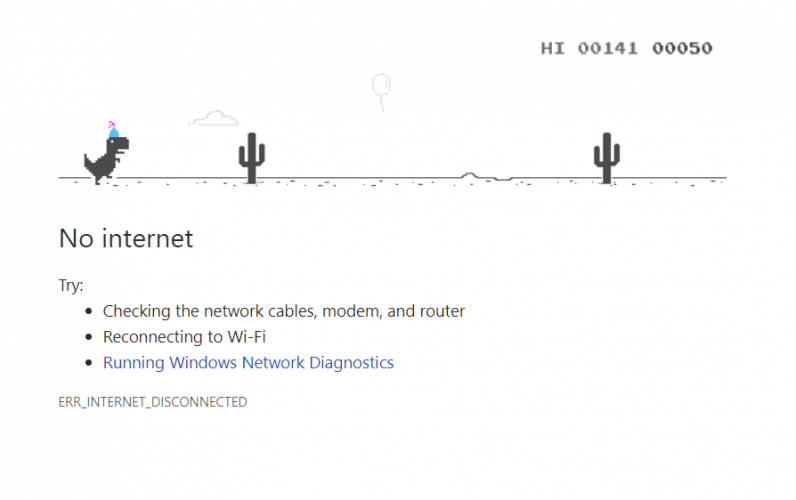 HI 00141 00050
No internet
Try:
Checking the network cables, modem, and router
Reconnecting to Wi-Fi
Running Windows Network Diagnostics
ERR_INTERNET_DISCONNECTED